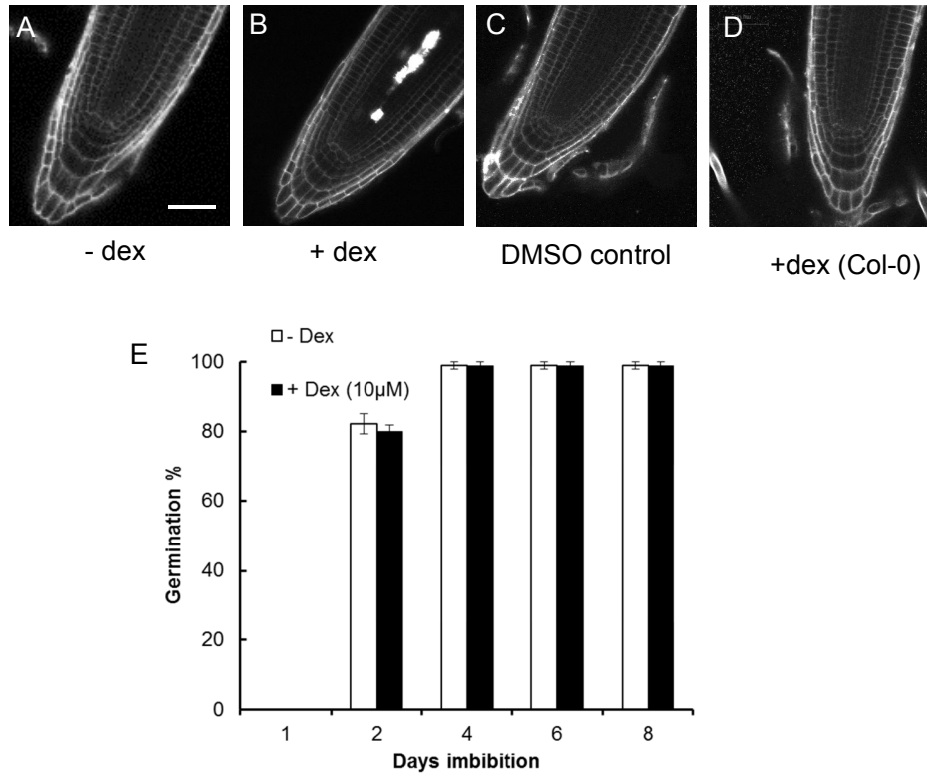 A
B
C
D
- dex
+ dex
DMSO control
+dex (Col-0)
E
- Dex
+ Dex (10µM)
100
80
60
40
20
0
Germination %
1 2 4 6 8
Days imbibition